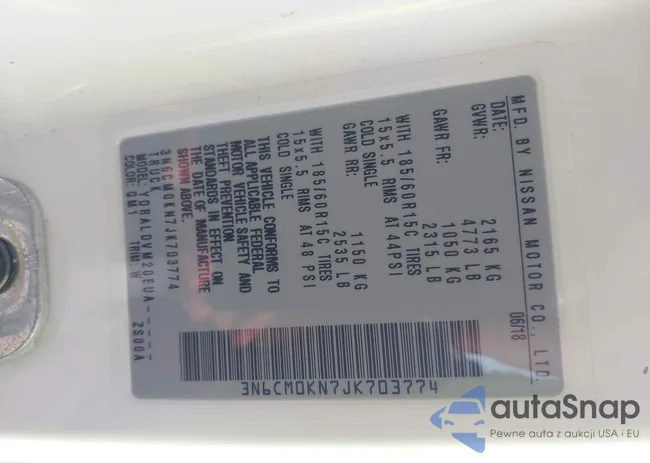 MFD. BY NISSAN MOTOR CO., LTD.
DATE: 06/18
GVWR: 2165 KG
4773 LB
GAWR FR: 1050 KG
2315 LB
WITH 185/60R15C TIRES
15x5.5 RIMS AT 44PSI
COLD SINGLE
GAWR RR: 1150 KG
2535 LB
WITH 185/60R15C TIRES
15x5.5 RIMS AT 48 PSI
COLD SINGLE
THIS VEHICLE CONFORMS TO
ALL APPLICABLE FEDERAL
MOTOR VEHICLE SAFETY AND
THEFT PREVENTION
STANDARDS IN EFFECT ON
THE DATE OF MANUFACTURE
SHOWN ABOVE.
3N6CM0KN7JK703774
TRUCK
MODEL: YDRALDVM20EUA-----
COLOR: QM1 TRIM: W ZS00A
3N6CM0KN7JK703774
autaSnap
Pewne auta z aukcji USA i EU